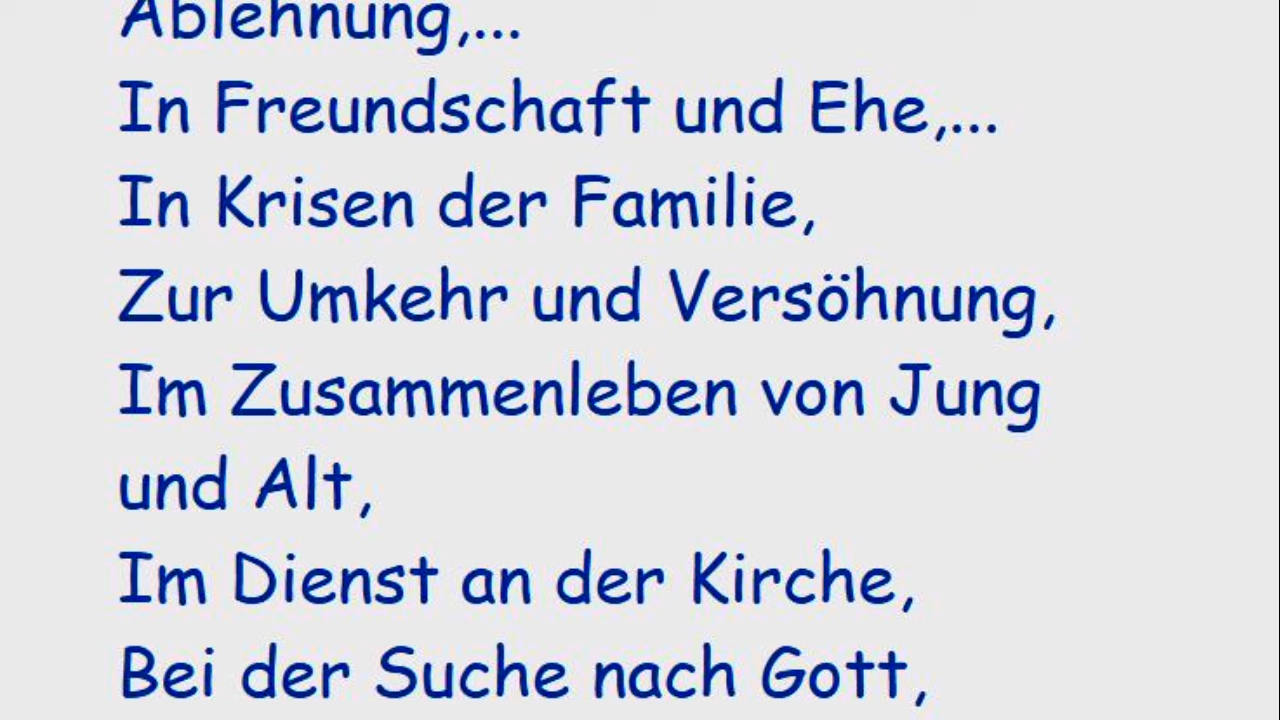 Ablehnung,...
In Freundschaft und Ehe,...
In Krisen der Familie,
Zur Umkehr und Versöhnung,
Im Zusammenleben von Jung
und Alt,
Im Dienst an der Kirche,
Bei der Suche nach Gott,